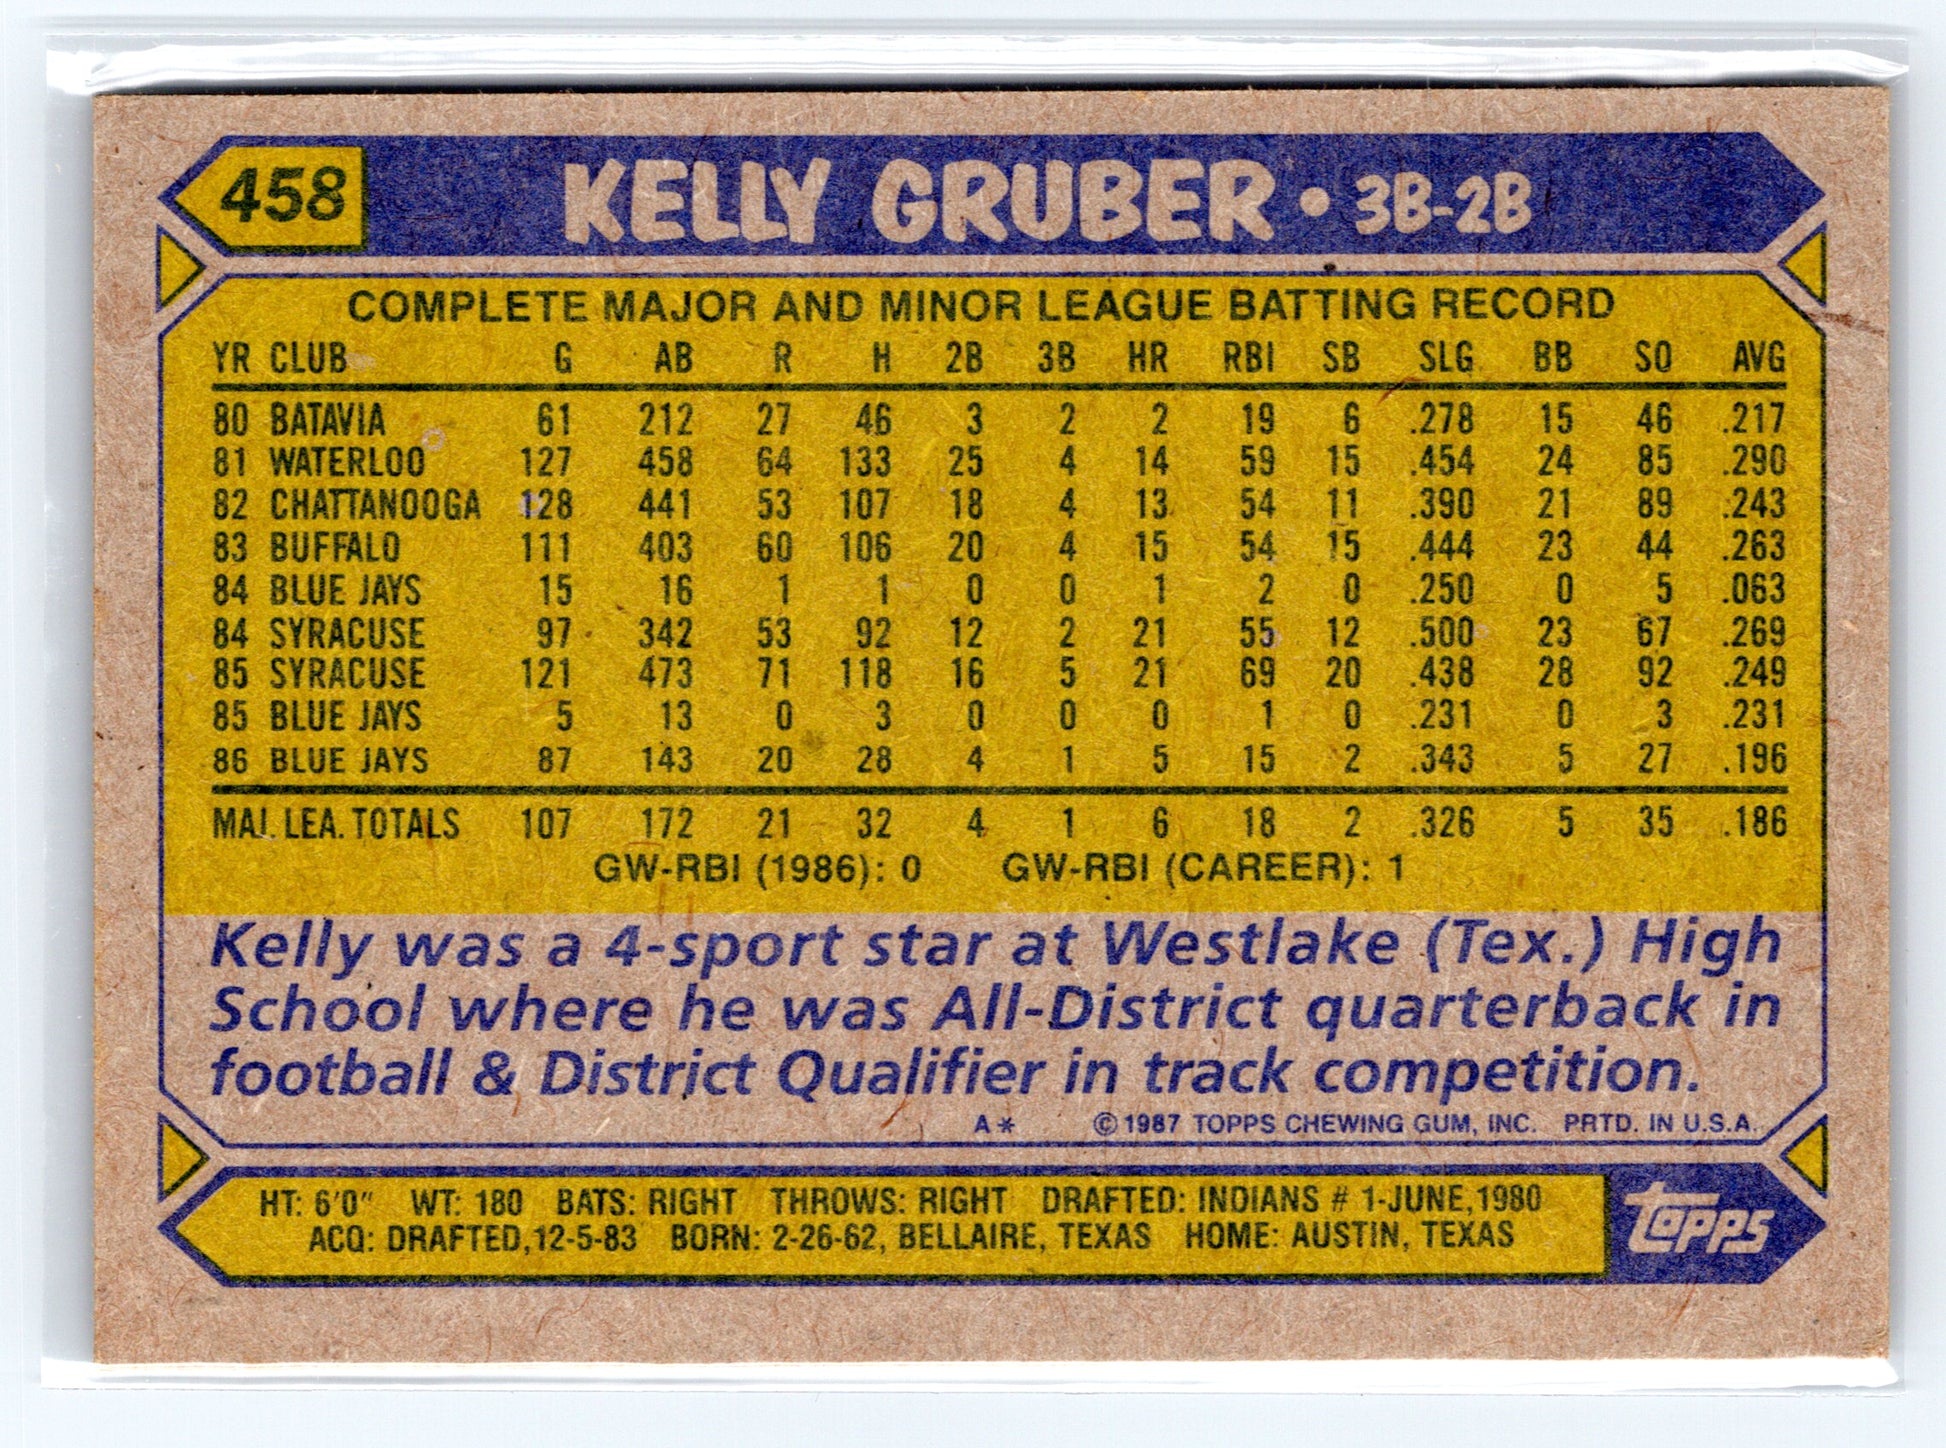 458 KELLY GRUBER • 3B-2B
COMPLETE MAJOR AND MINOR LEAGUE BATTING RECORD
YR CLUB G AB R H 2B 3B HR RBI SB SLG BB SO AVG
80 BATAVIA 61 212 27 46 3 2 2 19 6 .278 15 46 .217
81 WATERLOO 127 458 64 133 25 4 14 59 15 .454 24 85 .290
82 CHATTANOOGA 128 441 53 107 18 4 13 54 11 .390 21 89 .243
83 BUFFALO 111 403 60 106 20 4 15 54 15 .444 23 44 .263
84 BLUE JAYS 15 16 1 1 0 0 1 2 0 .250 0 5 .063
84 SYRACUSE 97 342 53 92 12 2 21 55 12 .500 23 67 .269
85 SYRACUSE 121 473 71 118 16 5 21 69 20 .438 28 92 .249
85 BLUE JAYS 5 13 0 3 0 0 0 1 0 .231 0 3 .231
86 BLUE JAYS 87 143 20 28 4 1 5 15 2 .343 5 27 .196
MAJ. LEA. TOTALS 107 172 21 32 4 1 6 18 2 .326 5 35 .186
GW-RBI (1986): 0 GW-RBI (CAREER): 1
Kelly was a 4-sport star at Westlake (Tex.) High
School where he was All-District quarterback in
football & District Qualifier in track competition.
A* © 1987 TOPPS CHEWING GUM, INC. PRTD. IN U.S.A.
HT: 6'0" WT: 180 BATS: RIGHT THROWS: RIGHT DRAFTED: INDIANS # 1-JUNE, 1980
ACQ: DRAFTED, 12-5-83 BORN: 2-26-62, BELLAIRE, TEXAS HOME: AUSTIN, TEXAS
TOPPS